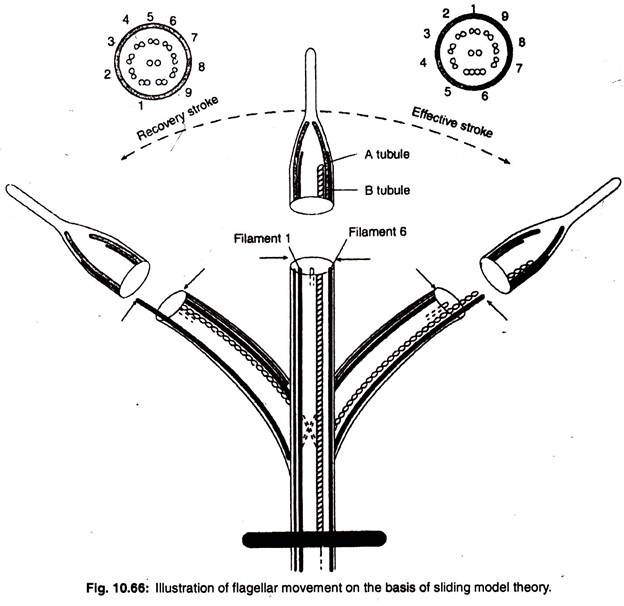 4 5 6
3 7
2 8
1 9
2 1 9
3 8
4 7
5 6
Recovery stroke
Effective stroke
A tubule
B tubule
Filament 1
Filament 6
Fig. 10.66: Illustration of flagellar movement on the basis of sliding model theory.